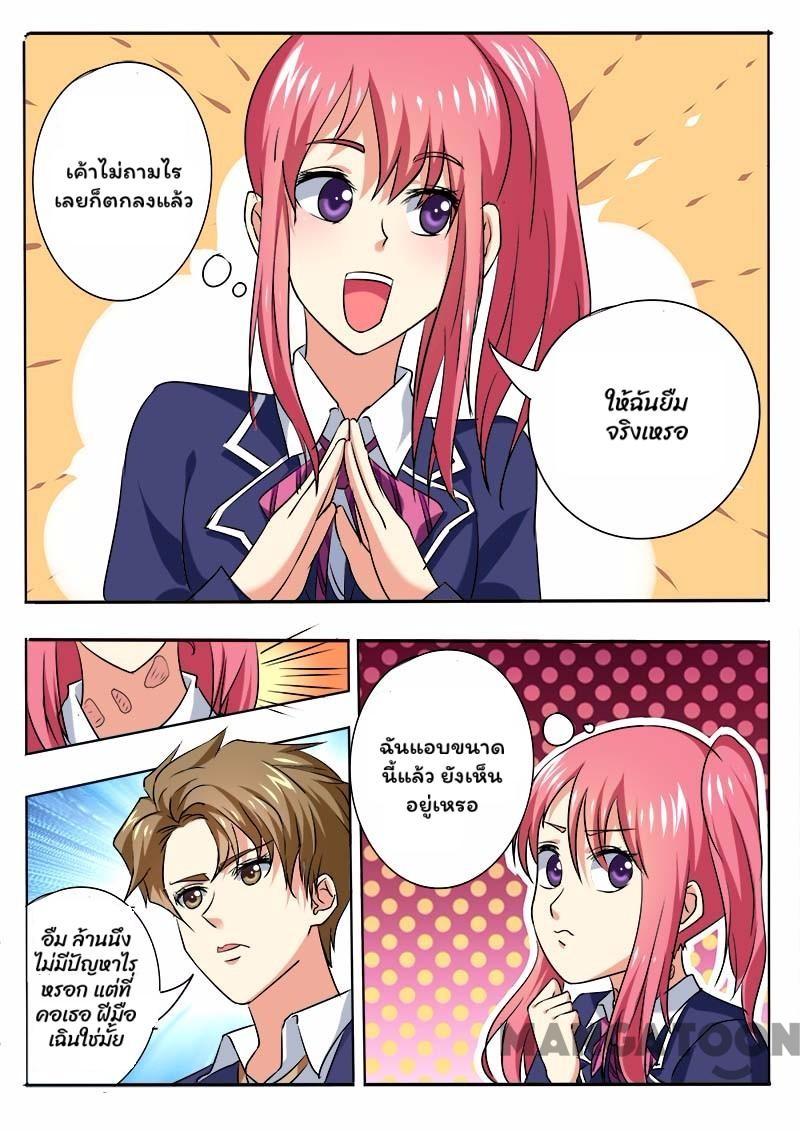 เค้าไม่ถามไร
เลยก็ตกลงแล้ว
ให้ฉันยืม
จริงเหรอ
อืม ล้านนึง
ไม่มีปัญหาไร
หรอก แต่ที่
คอเธอ ฝีมือ
เฉินใช่มั้ย
ฉันแอบขนาด
นี้แล้ว ยังเห็น
อยู่เหรอ
MANGATOON